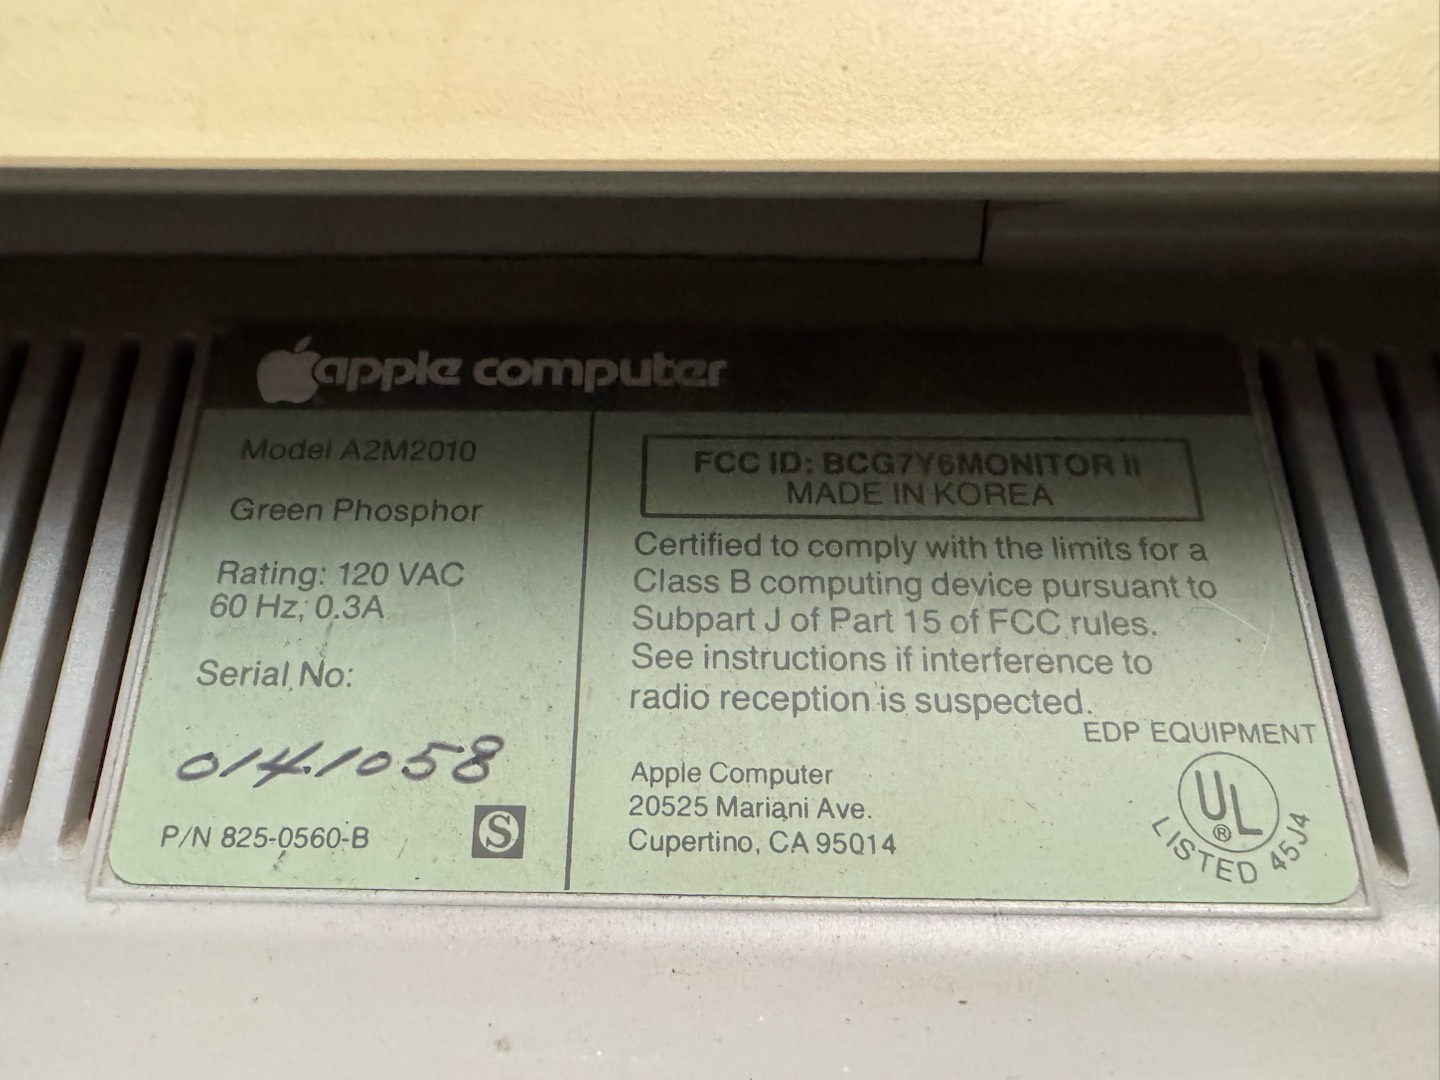 apple computer
Model A2M2010
Green Phosphor
Rating: 120 VAC
60 Hz, 0.3A
Serial No:
0141058
P/N 825-0560-B
S
FCC ID: BCG7Y6MONITOR II
MADE IN KOREA
Certified to comply with the limits for a
Class B computing device pursuant to
Subpart J of Part 15 of FCC rules.
See instructions if interference to
radio reception is suspected.
EDP EQUIPMENT
Apple Computer
20525 Mariani Ave.
Cupertino, CA 95014
UL
®
LISTED 45J4